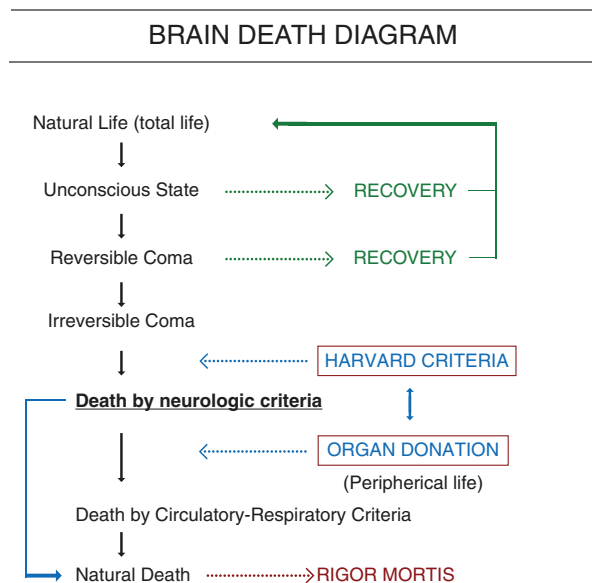 BRAIN DEATH DIAGRAM
Natural Life (total life)
Unconscious State
RECOVERY
Reversible Coma
RECOVERY
Irreversible Coma
HARVARD CRITERIA
Death by neurologic criteria
ORGAN DONATION
(Peripherical life)
Death by Circulatory-Respiratory Criteria
Natural Death
RIGOR MORTIS